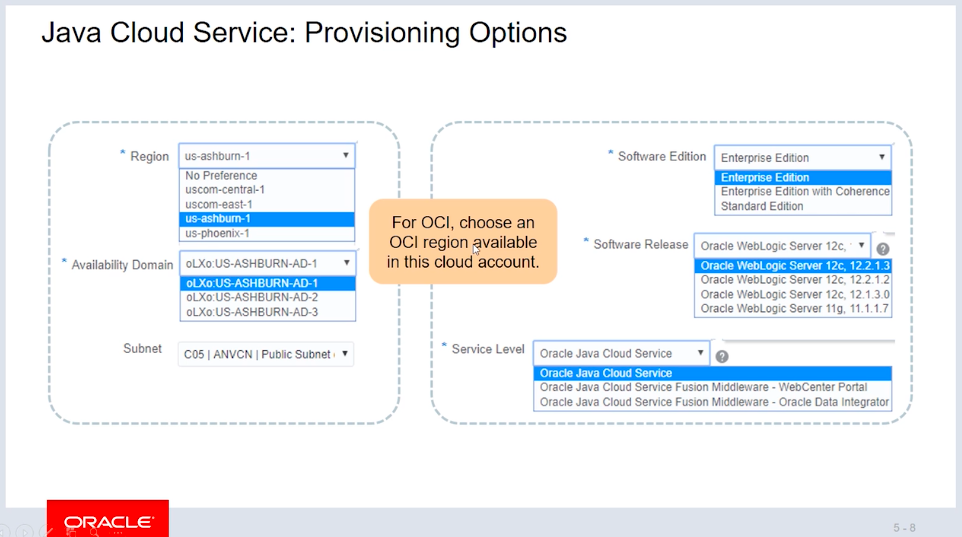 Java Cloud Service: Provisioning Options
* Region
us-ashburn-1
No Preference
uscom-central-1
uscom-east-1
us-ashburn-1
us-phoenix-1
* Availability Domain
oLXo:US-ASHBURN-AD-1
oLXo:US-ASHBURN-AD-1
oLXo:US-ASHBURN-AD-2
oLXo:US-ASHBURN-AD-3
Subnet
C05 | ANVCN | Public Subnet
For OCI, choose an
OCI region available
in this cloud account.
* Software Edition
Enterprise Edition
Enterprise Edition
Enterprise Edition with Coherence
Standard Edition
* Software Release
Oracle WebLogic Server 12c,
?
Oracle WebLogic Server 12c, 12.2.1.3
Oracle WebLogic Server 12c, 12.2.1.2
Oracle WebLogic Server 12c, 12.1.3.0
Oracle WebLogic Server 11g, 11.1.1.7
* Service Level
Oracle Java Cloud Service
?
Oracle Java Cloud Service
Oracle Java Cloud Service Fusion Middleware - WebCenter Portal
Oracle Java Cloud Service Fusion Middleware - Oracle Data Integrator
ORACLE®
5 - 8